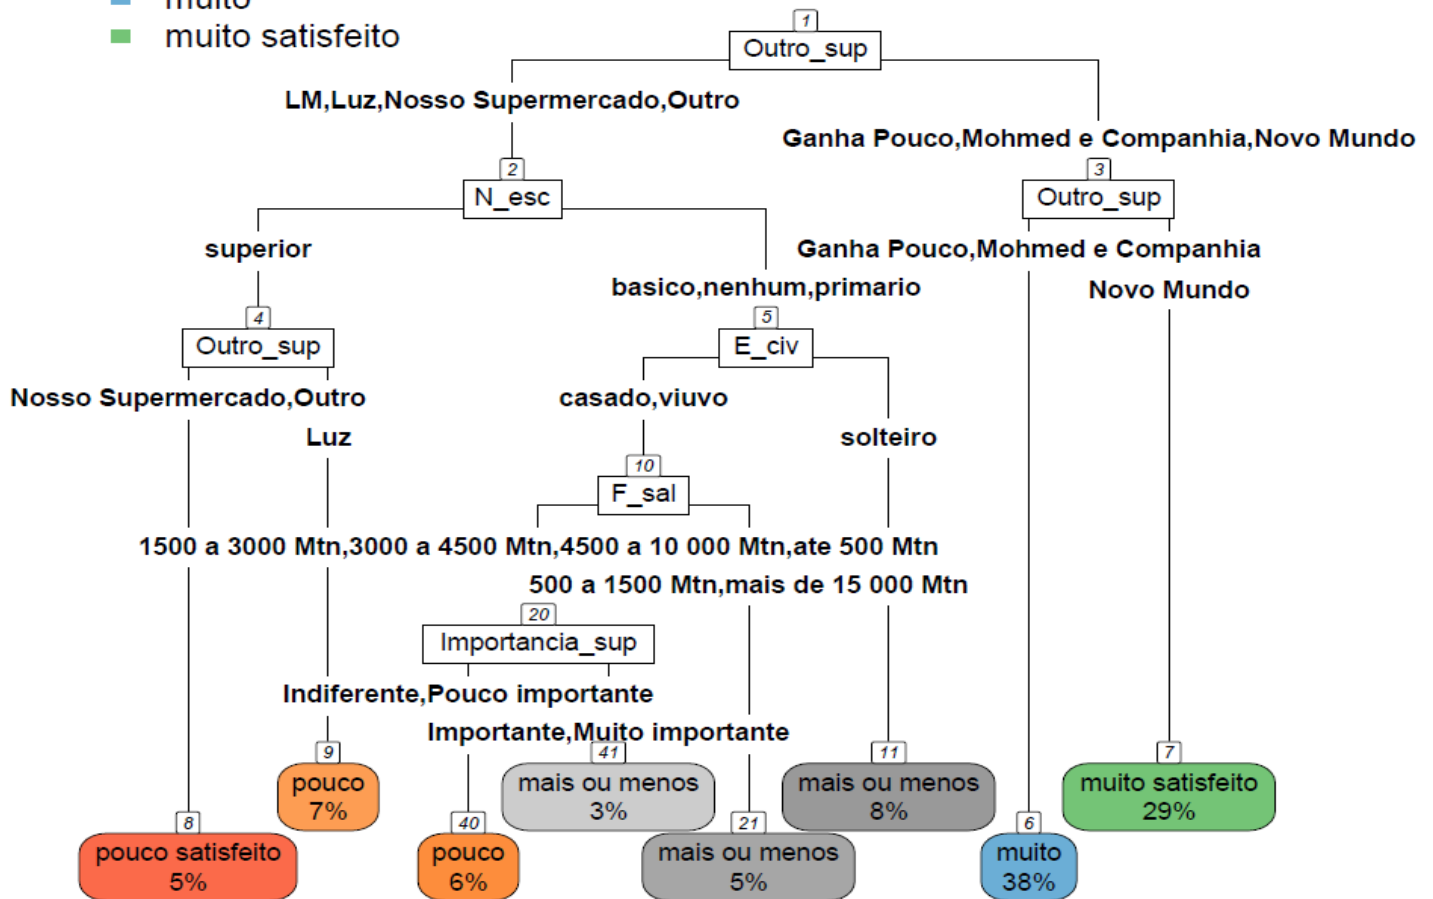 muito
muito satisfeito
1
Outro_sup
LM,Luz,Nosso Supermercado,Outro
Ganha Pouco,Mohmed e Companhia,Novo Mundo
2
N_esc
3
Outro_sup
superior
Ganha Pouco,Mohmed e Companhia
basico,nenhum,primario
Novo Mundo
4
Outro_sup
5
E_civ
Nosso Supermercado,Outro
casado,viuvo
Luz
solteiro
10
F_sal
1500 a 3000 Mtn,3000 a 4500 Mtn,4500 a 10 000 Mtn,ate 500 Mtn
500 a 1500 Mtn,mais de 15 000 Mtn
20
Importancia_sup
Indiferente,Pouco importante
Importante,Muito importante
9
pouco
7%
41
mais ou menos
3%
11
mais ou menos
8%
7
muito satisfeito
29%
8
pouco satisfeito
5%
40
pouco
6%
21
mais ou menos
5%
6
muito
38%